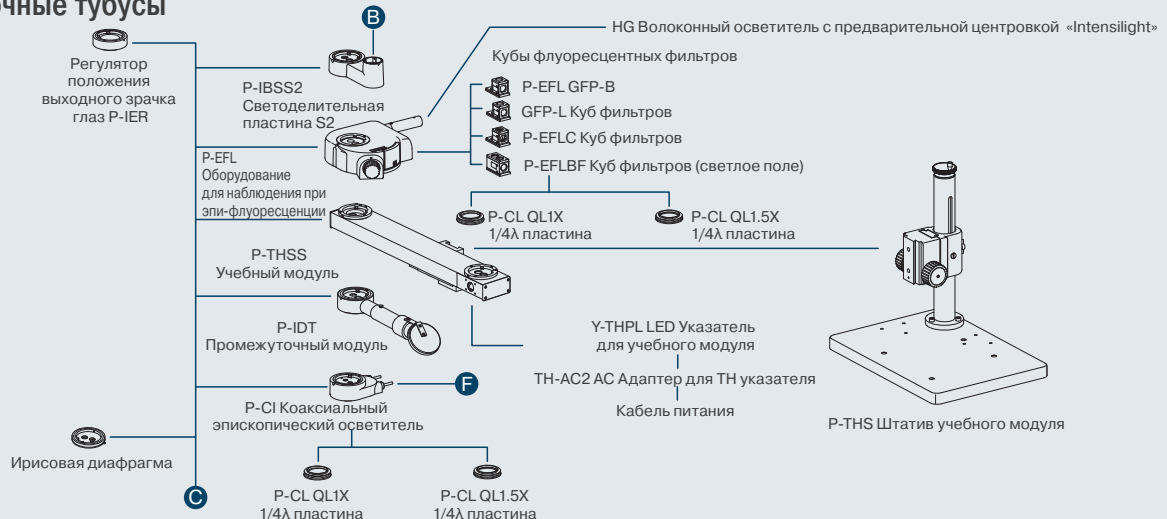 чные тубусы
B
HG Волоконный осветитель с предварительной центровкой «Intensilight»
Регулятор
положения
выходного зрачка
глаз P-IER
P-IBSS2
Светоделительная
пластина S2
Кубы флуоресцентных фильтров
P-EFL GFP-B
GFP-L Куб фильтров
P-EFLC Куб фильтров
P-EFLBF Куб фильтров (светлое поле)
P-EFL
Оборудование
для наблюдения при
эпи-флуоресценции
P-CL QL1X
1/4λ пластина
P-CL QL1.5X
1/4λ пластина
P-THSS
Учебный модуль
P-IDT
Промежуточный модуль
Y-THPL LED Указатель
для учебного модуля
TH-AC2 AC Адаптер для TH указателя
Кабель питания
P-THS Штатив учебного модуля
F
P-CI Коаксиальный
эпископический осветитель
Ирисовая диафрагма
C
P-CL QL1X
1/4λ пластина
P-CL QL1.5X
1/4λ пластина